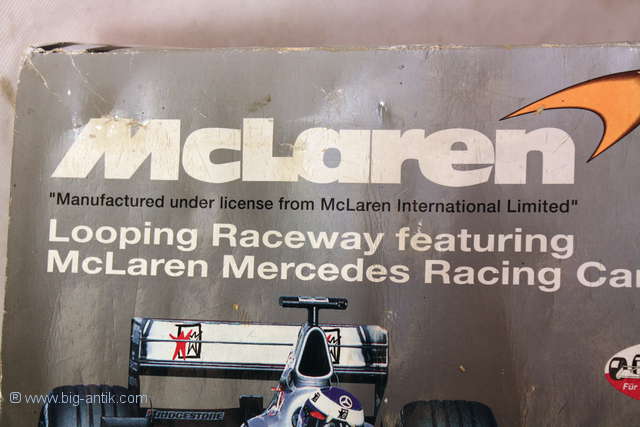 McLaren
"Manufactured under license from McLaren International Limited"
Looping Raceway featuring
McLaren Mercedes Racing Car
BRIDGESTONE
Für
© www.big-antik.com